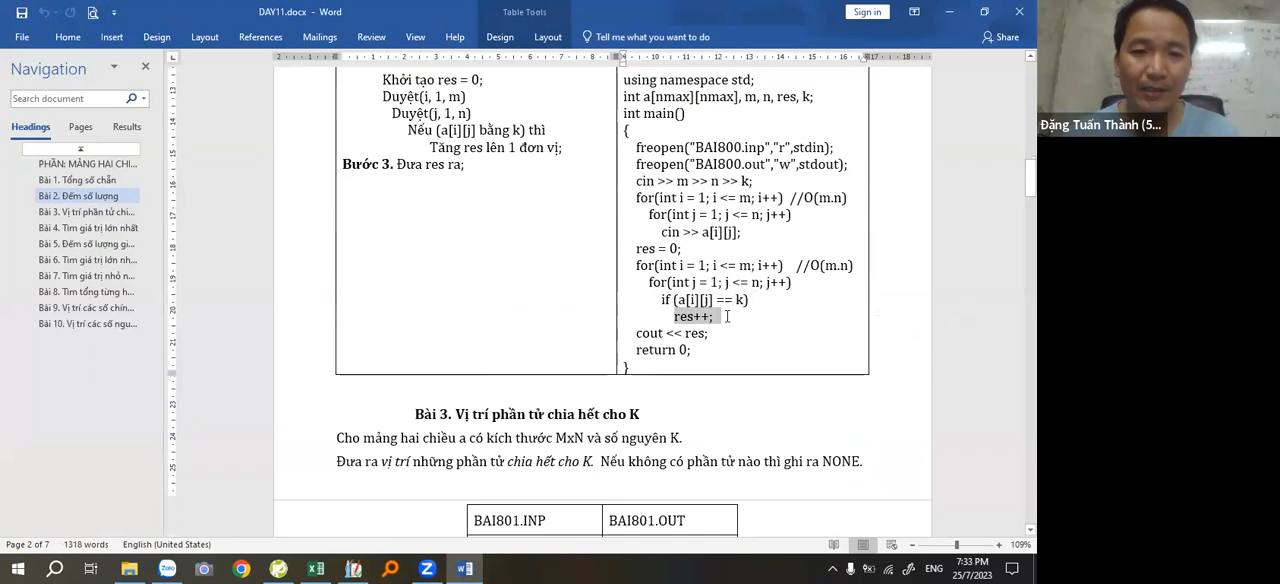 DAY11.docx - Word
Table Tools
Sign in
File Home Insert Design Layout References Mailings Review View Help Design Layout Tell me what you want to do Share
Navigation
Search document
Headings Pages Results
PHẦN: MẢNG HAI CHI...
Bài 1. Tổng số chẵn
Bài 2. Đếm số lượng
Bài 3. Vị trí phần tử chi...
Bài 4. Tìm giá trị lớn nhất
Bài 5. Đếm số lượng gi...
Bài 6. Tìm giá trị lớn nh...
Bài 7. Tìm giá trị nhỏ n...
Bài 8. Tìm tổng từng h...
Bài 9. Vị trí các số chín...
Bài 10. Vị trí các số ngu...
Khởi tạo res = 0;
Duyệt(i, 1, m)
Duyệt(j, 1, n)
Nếu (a[i][j] bằng k) thì
Tăng res lên 1 đơn vị;
Bước 3. Đưa res ra;
using namespace std;
int a[nmax][nmax], m, n, res, k;
int main()
{
freopen("BAI800.inp","r",stdin);
freopen("BAI800.out","w",stdout);
cin >> m >> n >> k;
for(int i = 1; i <= m; i++) //O(m.n)
for(int j = 1; j <= n; j++)
cin >> a[i][j];
res = 0;
for(int i = 1; i <= m; i++) //O(m.n)
for(int j = 1; j <= n; j++)
if (a[i][j] == k)
res++;
cout << res;
return 0;
}
Bài 3. Vị trí phần tử chia hết cho K
Cho mảng hai chiều a có kích thước MxN và số nguyên K.
Đưa ra vị trí những phần tử chia hết cho K. Nếu không có phần tử nào thì ghi ra NONE.
BAI801.INP BAI801.OUT
Page 2 of 7 1318 words English (United States) 109%
Zalo
ENG
7:33 PM
25/7/2023
Đặng Tuấn Thành (5...